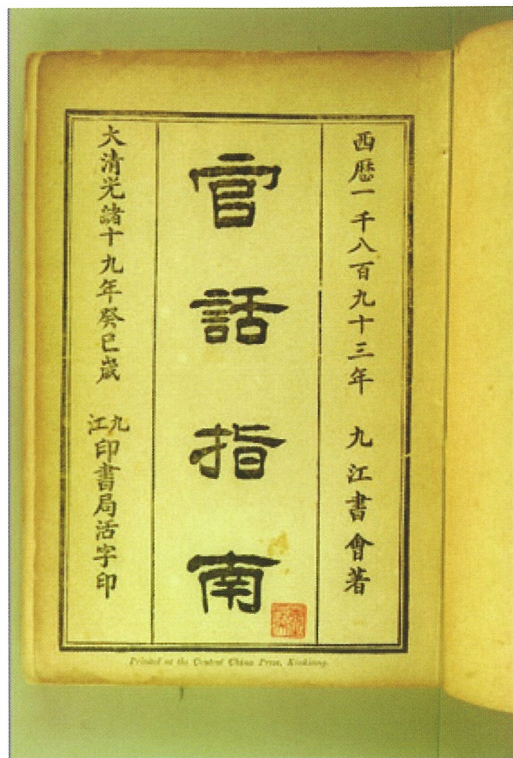 西歷一千八百九十三年 九江書會著
官話指南
大清光緒十九年癸巳歲 九江印書局活字印
Printed at the Central China Press, Kiukiang.